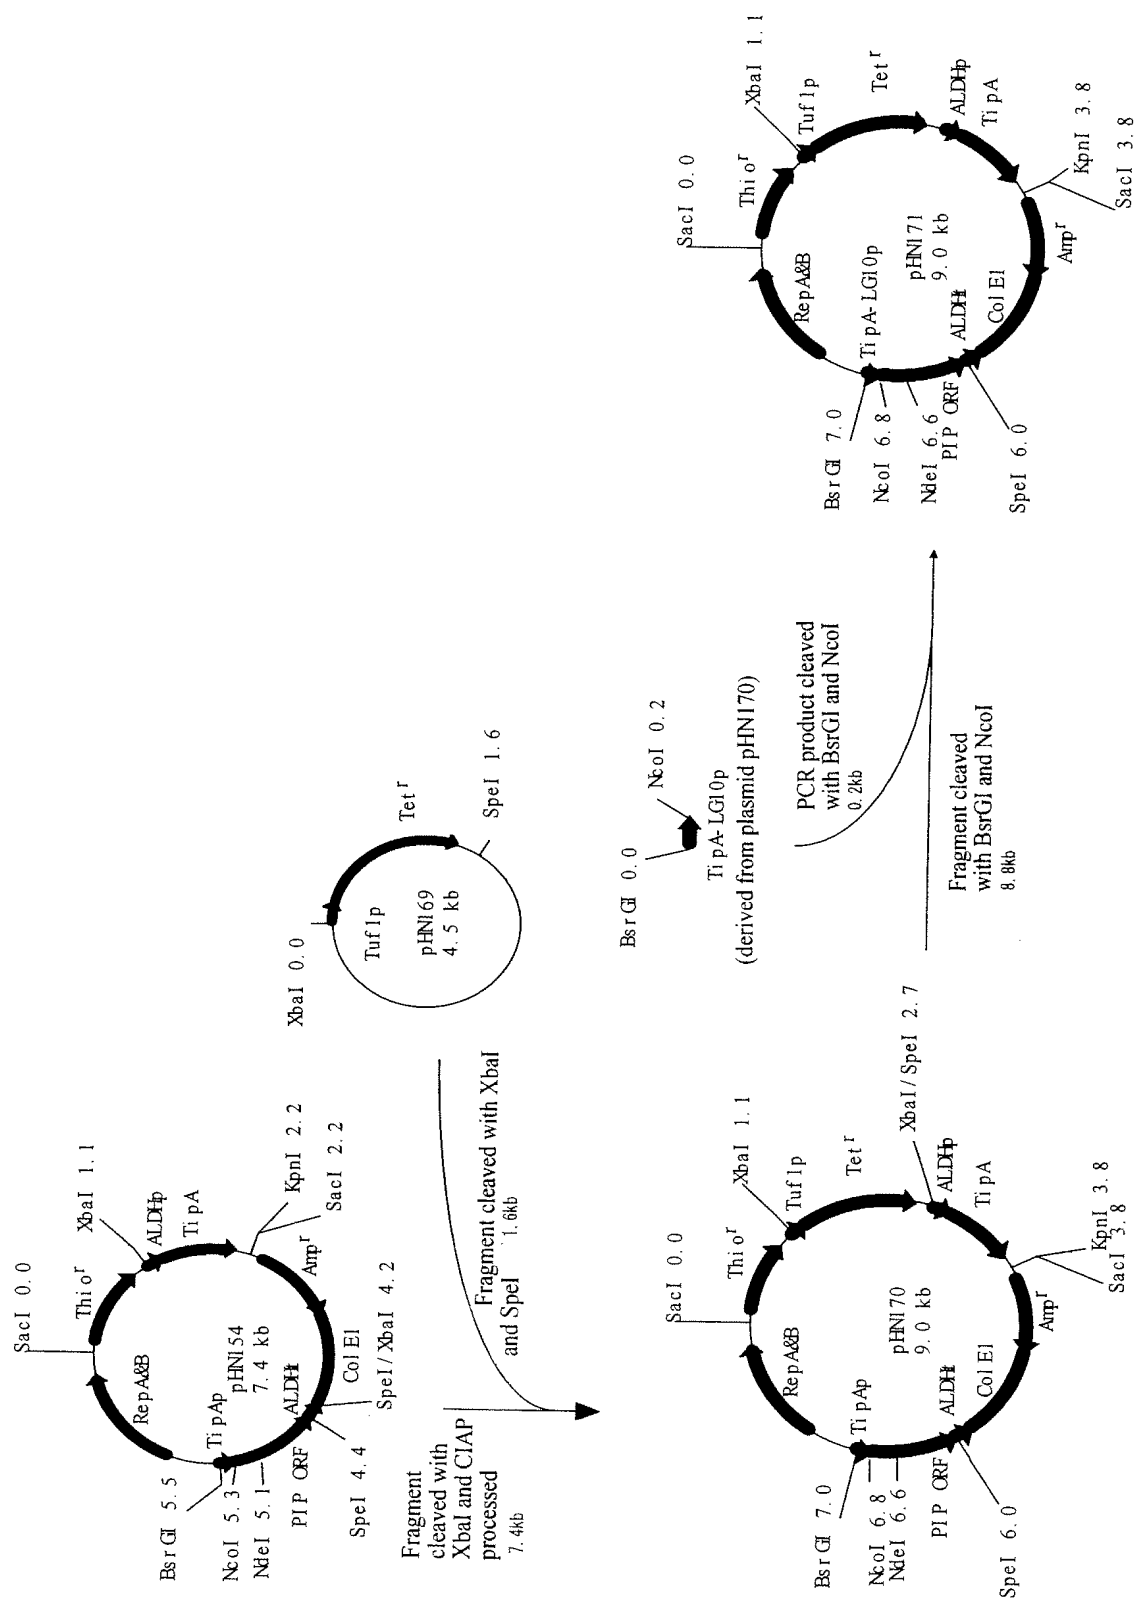 SacI 0.0
Thio^r
XbaI 1.1
ALDHp
TipA
KpnI 2.2
SacI 2.2
Amp^r
ColE1
SpeI/XbaI 4.2
ALDHt
SpeI 4.4
PIP ORF
NdeI 5.1
NcoI 5.3
BsrGI 5.5
TipAp
RepA&B
pHN154
7.4 kb
XbaI 0.0
Tuf1p
Tet^r
SpeI 1.6
pHN169
4.5 kb
Fragment
cleaved with
XbaI and CIAP
processed
7.4kb
Fragment cleaved with XbaI
and SpeI 1.6kb
SacI 0.0
Thio^r
XbaI 1.1
Tuf1p
Tet^r
XbaI/SpeI 2.7
ALDHp
TipA
KpnI 3.8
SacI 3.8
Amp^r
ColE1
ALDHt
SpeI 6.0
PIP ORF
NdeI 6.6
NcoI 6.8
BsrGI 7.0
TipAp
RepA&B
pHN170
9.0 kb
BsrGI 0.0
NcoI 0.2
TipA-LG10p
(derived from plasmid pHN170)
PCR product cleaved
with BsrGI and NcoI
0.2kb
Fragment cleaved
with BsrGI and NcoI
8.8kb
SacI 0.0
Thio^r
XbaI 1.1
Tuf1p
Tet^r
ALDHp
TipA
KpnI 3.8
SacI 3.8
Amp^r
ColE1
ALDHt
SpeI 6.0
PIP ORF
NdeI 6.6
NcoI 6.8
BsrGI 7.0
TipA-LG10p
RepA&B
pHN171
9.0 kb